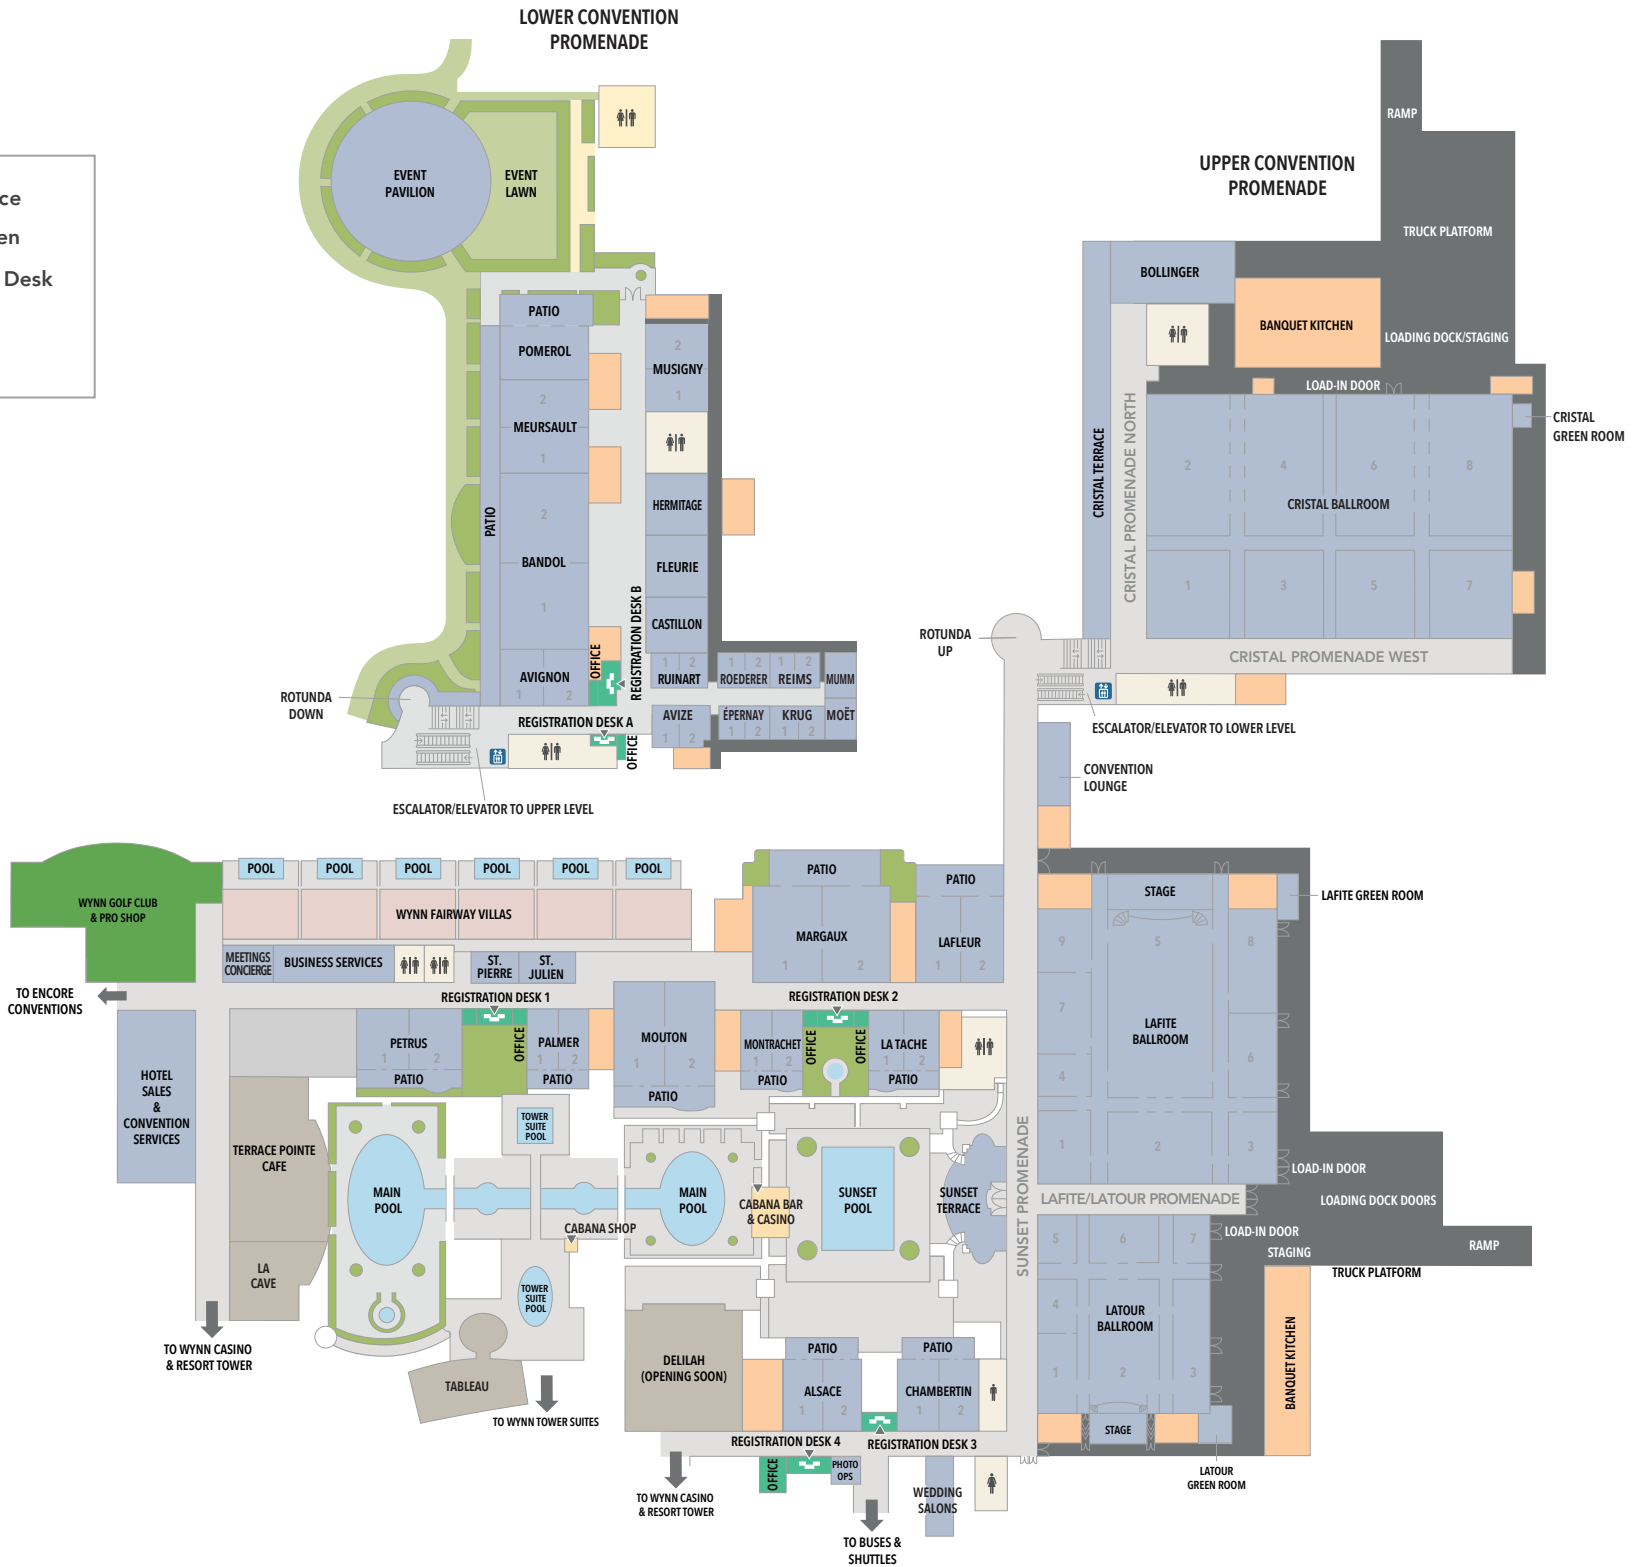 LOWER CONVENTION
PROMENADE
ce
en
Desk
EVENT
PAVILION
EVENT
LAWN
PATIO
POMEROL
2
MEURSAULT
1
2
BANDOL
1
PATIO
AVIGNON
1 2
OFFICE
REGISTRATION DESK B
2
MUSIGNY
1
HERMITAGE
FLEURIE
CASTILLON
1 2
RUINART
1 2
ROEDERER
1 2
REIMS
MUMM
AVIZE
1 2
ÉPERNAY
1 2
KRUG
1 2
MOËT
ROTUNDA
DOWN
REGISTRATION DESK A
OFFICE
ESCALATOR/ELEVATOR TO UPPER LEVEL
UPPER CONVENTION
PROMENADE
RAMP
TRUCK PLATFORM
BOLLINGER
BANQUET KITCHEN
LOADING DOCK/STAGING
LOAD-IN DOOR
CRISTAL
GREEN ROOM
CRISTAL TERRACE
CRISTAL PROMENADE NORTH
2 4 6 8
CRISTAL BALLROOM
1 3 5 7
CRISTAL PROMENADE WEST
ROTUNDA
UP
ESCALATOR/ELEVATOR TO LOWER LEVEL
CONVENTION
LOUNGE
WYNN GOLF CLUB
& PRO SHOP
POOL POOL POOL POOL POOL POOL
WYNN FAIRWAY VILLAS
MEETINGS
CONCIERGE
BUSINESS SERVICES
ST.
PIERRE
ST.
JULIEN
PATIO
MARGAUX
1 2
PATIO
LAFLEUR
1 2
STAGE
LAFITE GREEN ROOM
9 5 8
7
LAFITE
BALLROOM
6
4
1 2 3
TO ENCORE
CONVENTIONS
REGISTRATION DESK 1
REGISTRATION DESK 2
HOTEL
SALES
&
CONVENTION
SERVICES
PETRUS
1 2
PATIO
OFFICE
PALMER
1 2
PATIO
MOUTON
1 2
PATIO
MONTRACHET
1 2
PATIO
OFFICE
OFFICE
LA TACHE
1 2
PATIO
TERRACE POINTE
CAFE
LA
CAVE
MAIN
POOL
TOWER
SUITE
POOL
CABANA SHOP
TOWER
SUITE
POOL
MAIN
POOL
CABANA BAR
& CASINO
SUNSET
POOL
SUNSET
TERRACE
SUNSET PROMENADE
LAFITE/LATOUR PROMENADE
LOAD-IN DOOR
LOADING DOCK DOORS
LOAD-IN DOOR
STAGING
RAMP
TRUCK PLATFORM
5 6 7
4
LATOUR
BALLROOM
1 2 3
STAGE
BANQUET KITCHEN
LATOUR
GREEN ROOM
TO WYNN CASINO
& RESORT TOWER
TABLEAU
TO WYNN TOWER SUITES
DELILAH
(OPENING SOON)
PATIO
ALSACE
1 2
PATIO
CHAMBERTIN
1 2
REGISTRATION DESK 4
REGISTRATION DESK 3
OFFICE
PHOTO
OPS
WEDDING
SALONS
TO WYNN CASINO
& RESORT TOWER
TO BUSES &
SHUTTLES